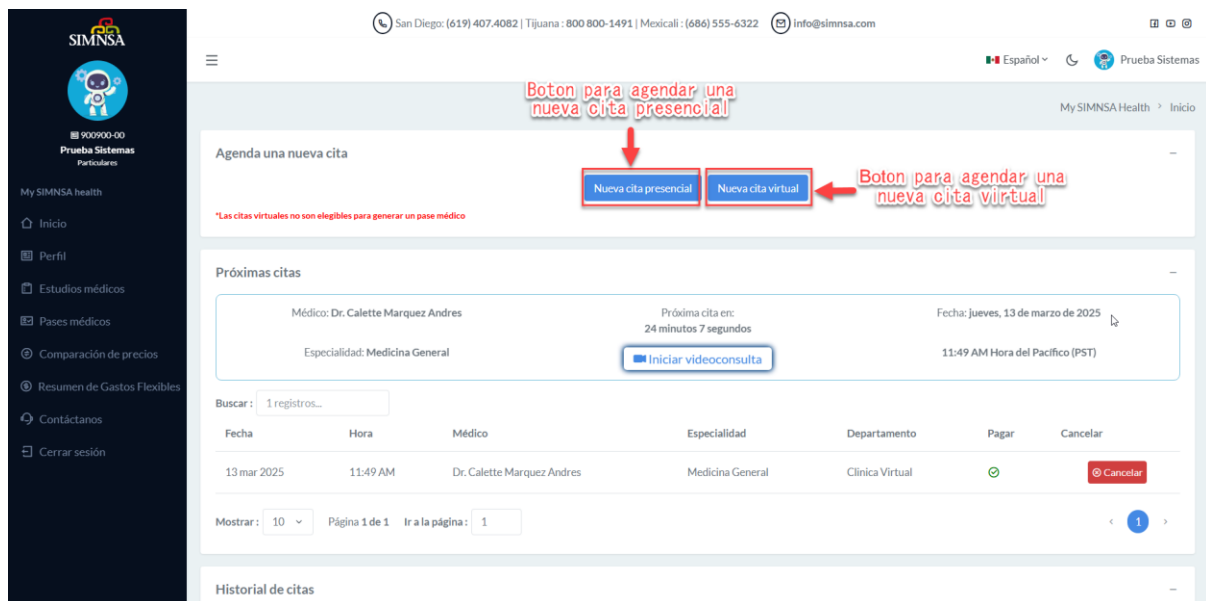 SIMNSA
San Diego: (619) 407.4082 | Tijuana : 800 800-1491 | Mexicali : (686) 555-6322 info@simnsa.com
Español
Prueba Sistemas
900900-00
Prueba Sistemas
Particulares
My SIMNSA health
Inicio
Perfil
Estudios médicos
Pases médicos
Comparación de precios
Resumen de Gastos Flexibles
Contáctanos
Cerrar sesión
My SIMNSA Health > Inicio
Boton para agendar una
nueva cita presencial
Agenda una nueva cita
Nueva cita presencial
Nueva cita virtual
Boton para agendar una
nueva cita virtual
*Las citas virtuales no son elegibles para generar un pase médico
Próximas citas
Médico: Dr. Calette Marquez Andres
Próxima cita en:
24 minutos 7 segundos
Fecha: jueves, 13 de marzo de 2025
Especialidad: Medicina General
Iniciar videoconsulta
11:49 AM Hora del Pacífico (PST)
Buscar : 1 registros...
Fecha Hora Médico Especialidad Departamento Pagar Cancelar
13 mar 2025 11:49 AM Dr. Calette Marquez Andres Medicina General Clínica Virtual Cancelar
Mostrar : 10 Página 1 de 1 Ir a la página : 1 < 1 >
Historial de citas